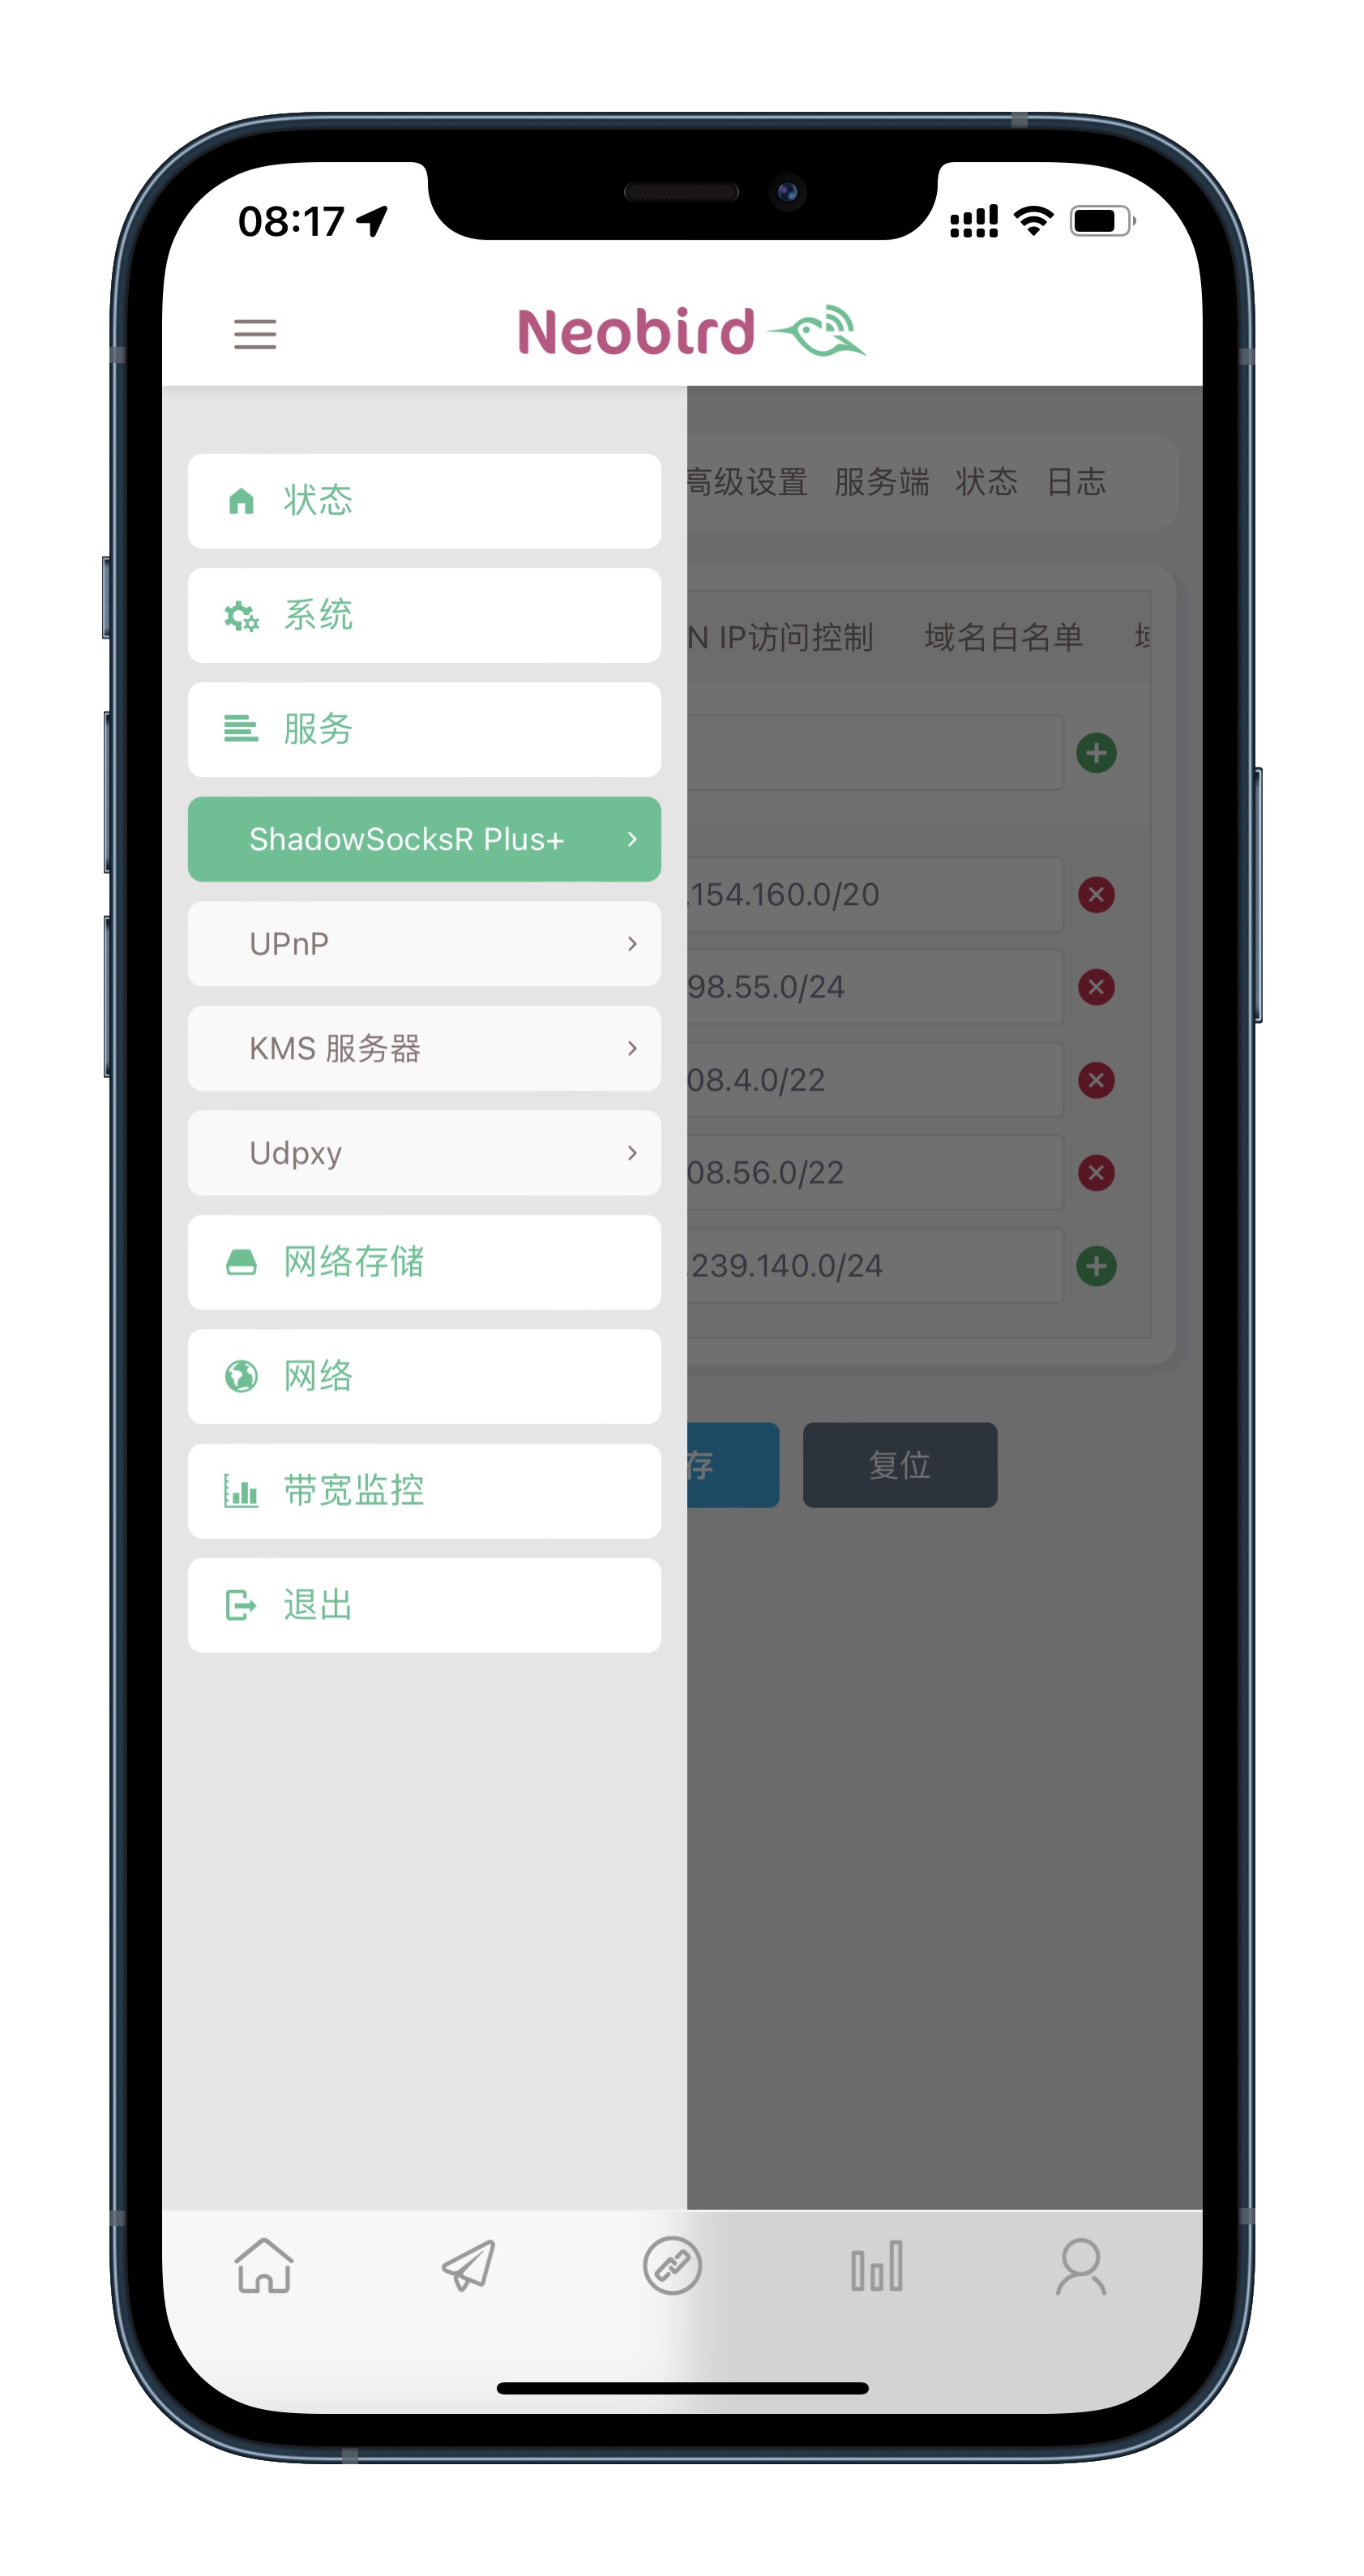 08:17
Neobird
状态
系统
服务
ShadowSocksR Plus+
UPnP
KMS 服务器
Udpxy
网络存储
网络
带宽监控
退出
高级设置 服务端 状态 日志
N IP访问控制 域名白名单
.154.160.0/20
98.55.0/24
08.4.0/22
08.56.0/22
.239.140.0/24
存 复位